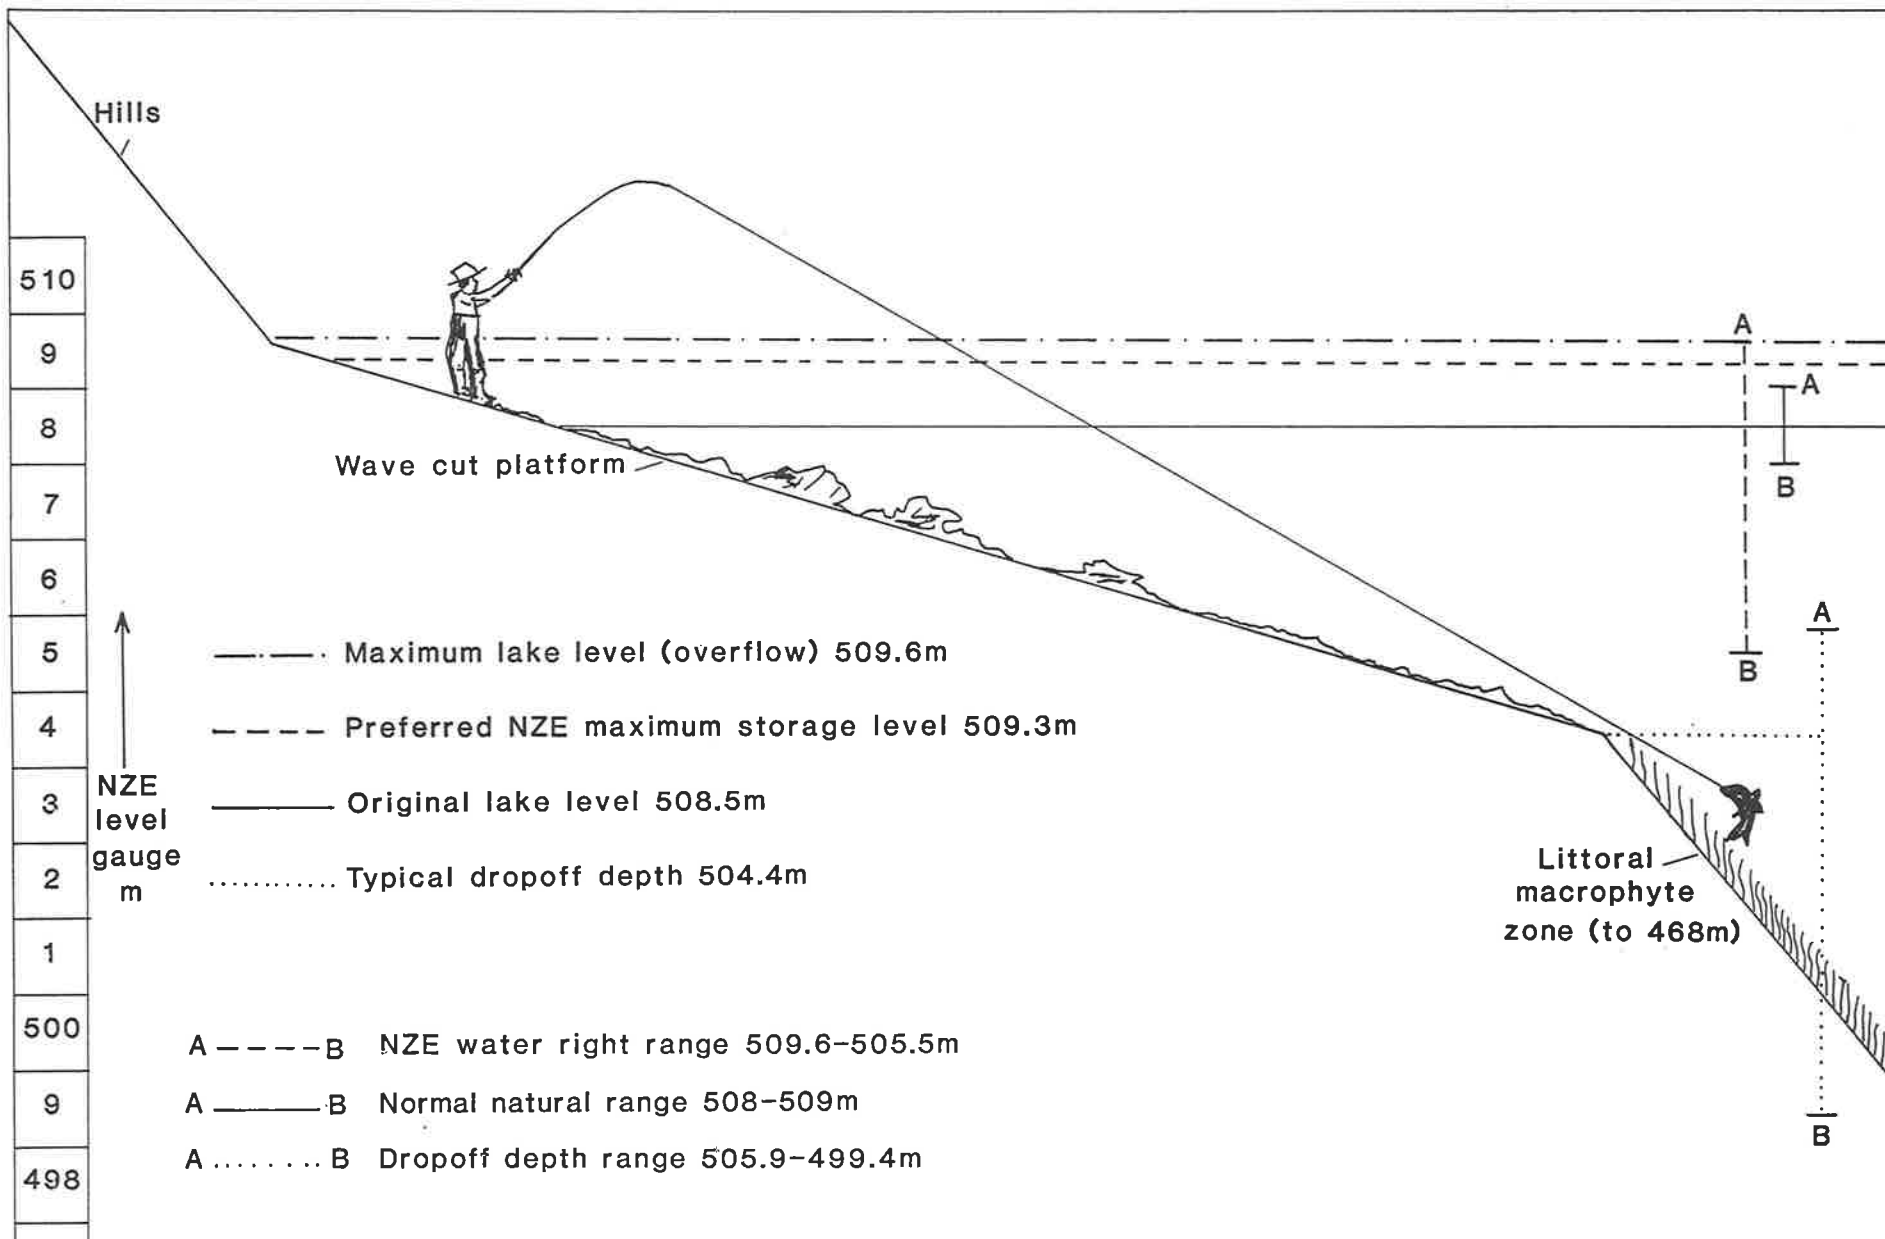 Hills
510
9
8
7
6
5
4
3
2
1
500
9
498
NZE
level
gauge
m
A
A
B
A
B
B
Wave cut platform
Maximum lake level (overflow) 509.6m
Preferred NZE maximum storage level 509.3m
Original lake level 508.5m
Typical dropoff depth 504.4m
Littoral
macrophyte
zone (to 468m)
A B NZE water right range 509.6-505.5m
A B Normal natural range 508-509m
A B Dropoff depth range 505.9-499.4m